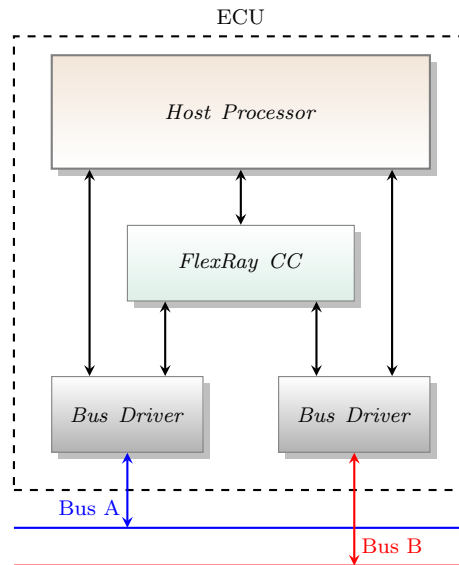 ECU
Host Processor
FlexRay CC
Bus Driver
Bus Driver
Bus A
Bus B